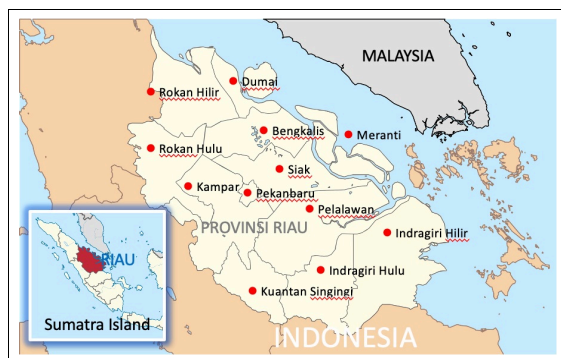 MALAYSIA
Dumai
Rokan Hilir
Bengkalis
Meranti
Rokan Hulu
Siak
Kampar
Pekanbaru
Pelalawan
PROVINSI RIAU
Indragiri Hilir
RIAU
Indragiri Hulu
Kuantan Singingi
Sumatra Island
INDONESIA